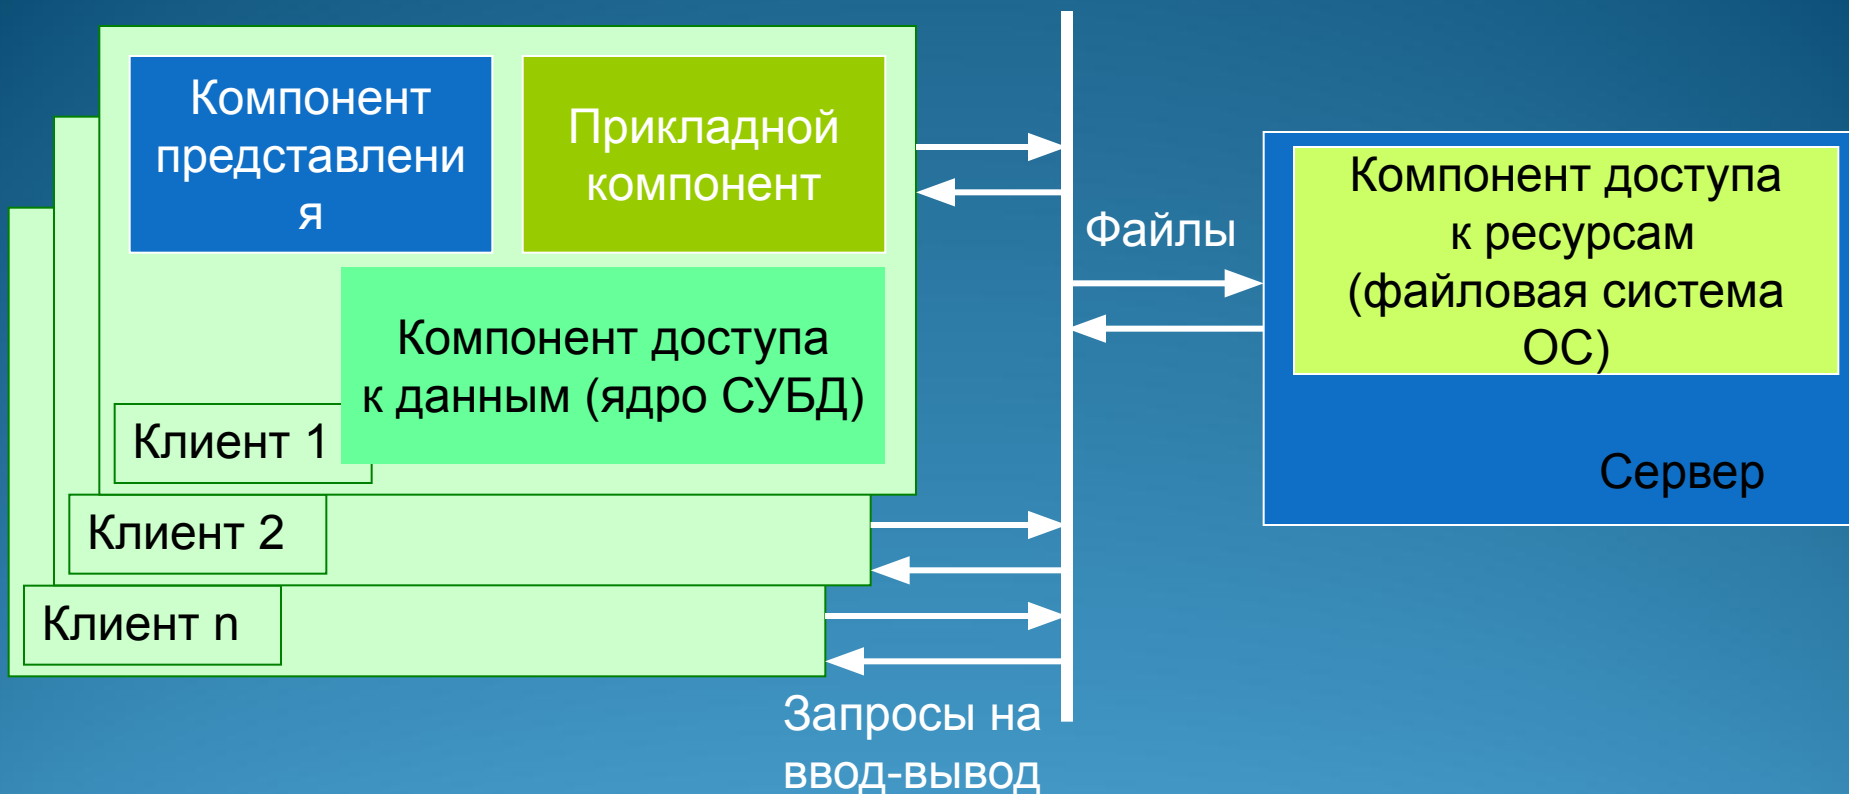 Компонент
представлени
я
Прикладной
компонент
Компонент доступа
к данным (ядро СУБД)
Клиент 1
Клиент 2
Клиент n
Запросы на
ввод-вывод
Файлы
Компонент доступа
к ресурсам
(файловая система
ОС)
Сервер